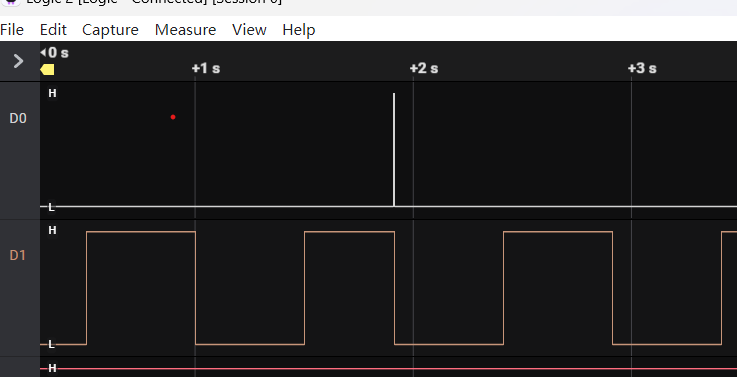 Logic 2 [Logic - Connected] [Session 0]
File Edit Capture Measure View Help
0 s
+1 s +2 s +3 s
H
D0
L
H
D1
L
H